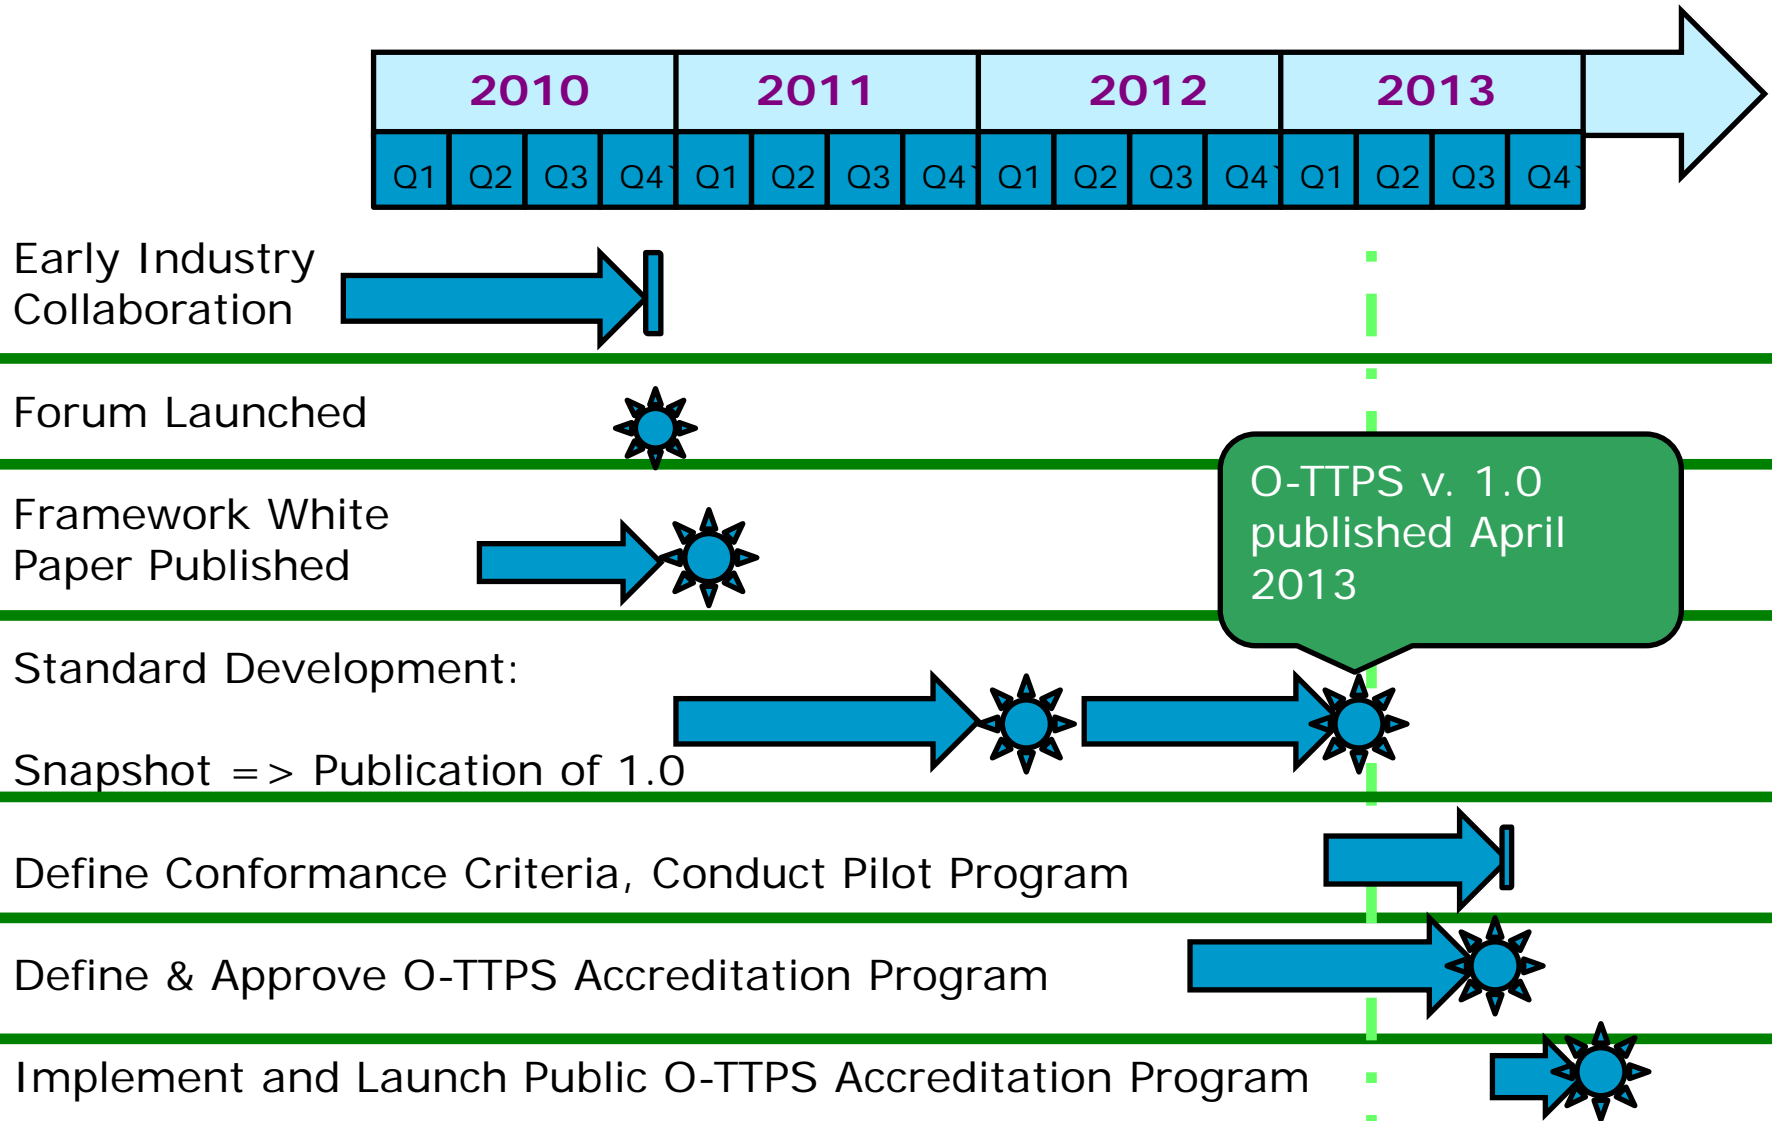 2010 2011 2012 2013
Q1 Q2 Q3 Q4` Q1 Q2 Q3 Q4` Q1 Q2 Q3 Q4` Q1 Q2 Q3 Q4`
Early Industry
Collaboration
Forum Launched
Framework White
Paper Published
O-TTPS v. 1.0
published April
2013
Standard Development:
Snapshot => Publication of 1.0
Define Conformance Criteria, Conduct Pilot Program
Define & Approve O-TTPS Accreditation Program
Implement and Launch Public O-TTPS Accreditation Program